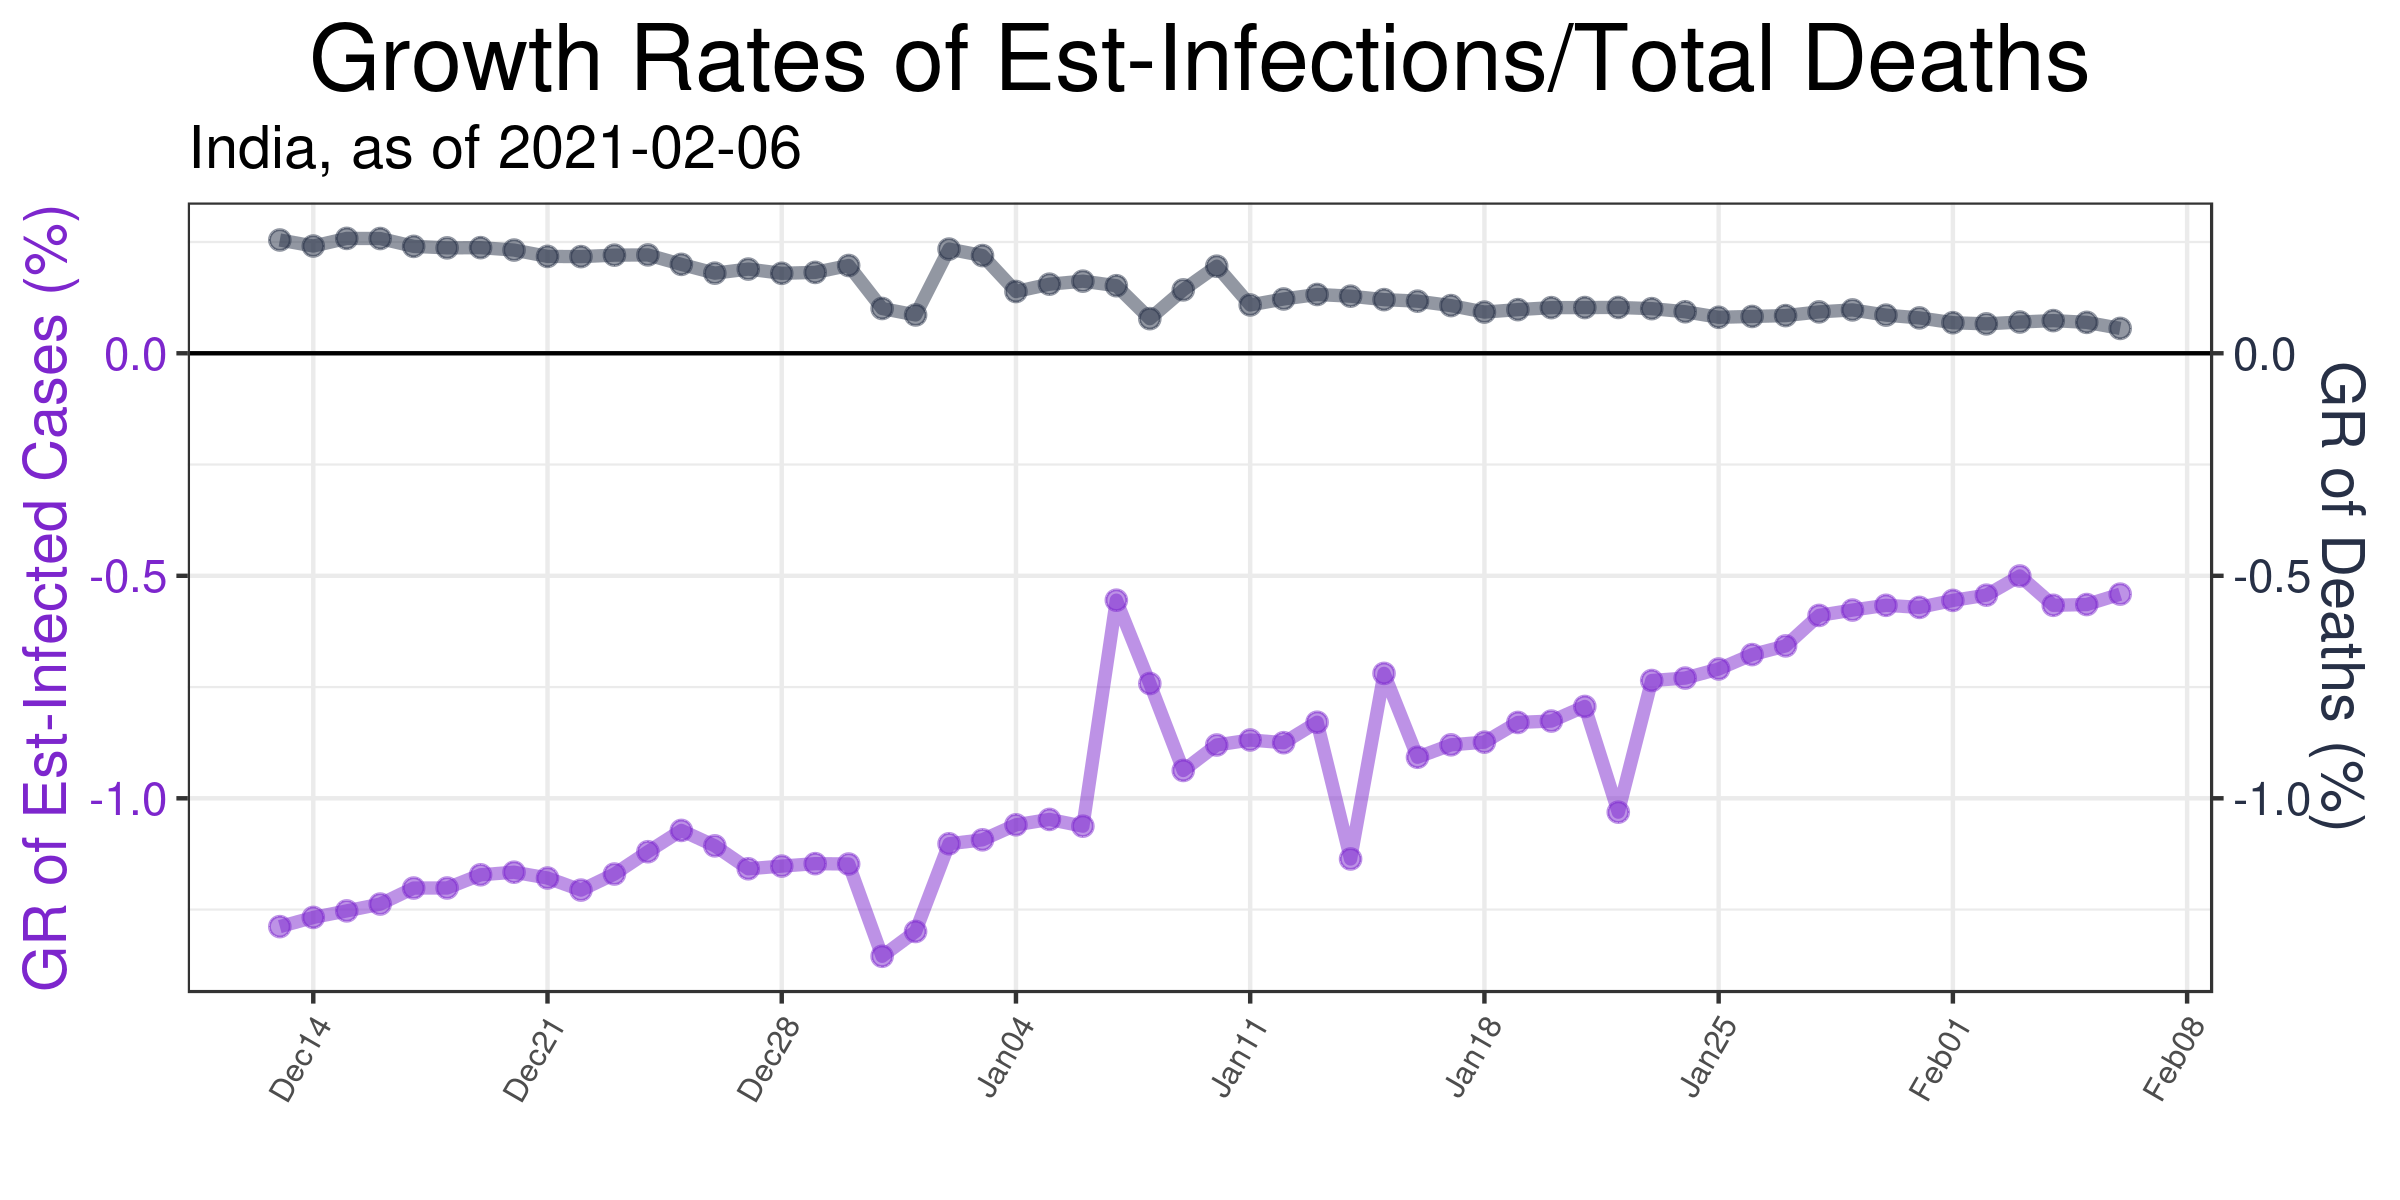 Growth Rates of Est-Infections/Total Deaths
India, as of 2021-02-06
GR of Est-Infected Cases (%)
0.0
-0.5
-1.0
0.0
-0.5
-1.0
GR of Deaths (%)
Dec14
Dec21
Dec28
Jan04
Jan11
Jan18
Jan25
Feb01
Feb08